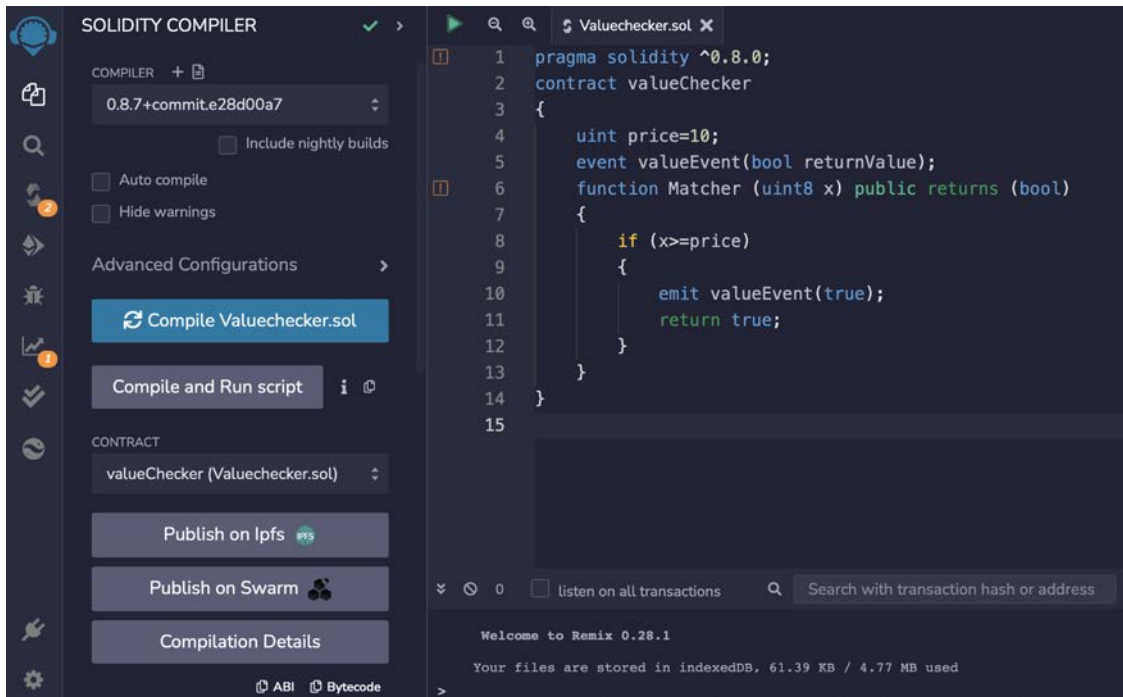 SOLIDITY COMPILER
COMPILER
0.8.7+commit.e28d00a7
Include nightly builds
Auto compile
Hide warnings
Advanced Configurations
Compile Valuechecker.sol
Compile and Run script
CONTRACT
valueChecker (Valuechecker.sol)
Publish on Ipfs
IPFS
Publish on Swarm
Compilation Details
ABI Bytecode
2
1
Valuechecker.sol
1 pragma solidity ^0.8.0;
2 contract valueChecker
3 {
4 uint price=10;
5 event valueEvent(bool returnValue);
6 function Matcher (uint8 x) public returns (bool)
7 {
8 if (x>=price)
9 {
10 emit valueEvent(true);
11 return true;
12 }
13 }
14 }
15
0 listen on all transactions Search with transaction hash or address
Welcome to Remix 0.28.1
Your files are stored in indexedDB, 61.39 KB / 4.77 MB used
>